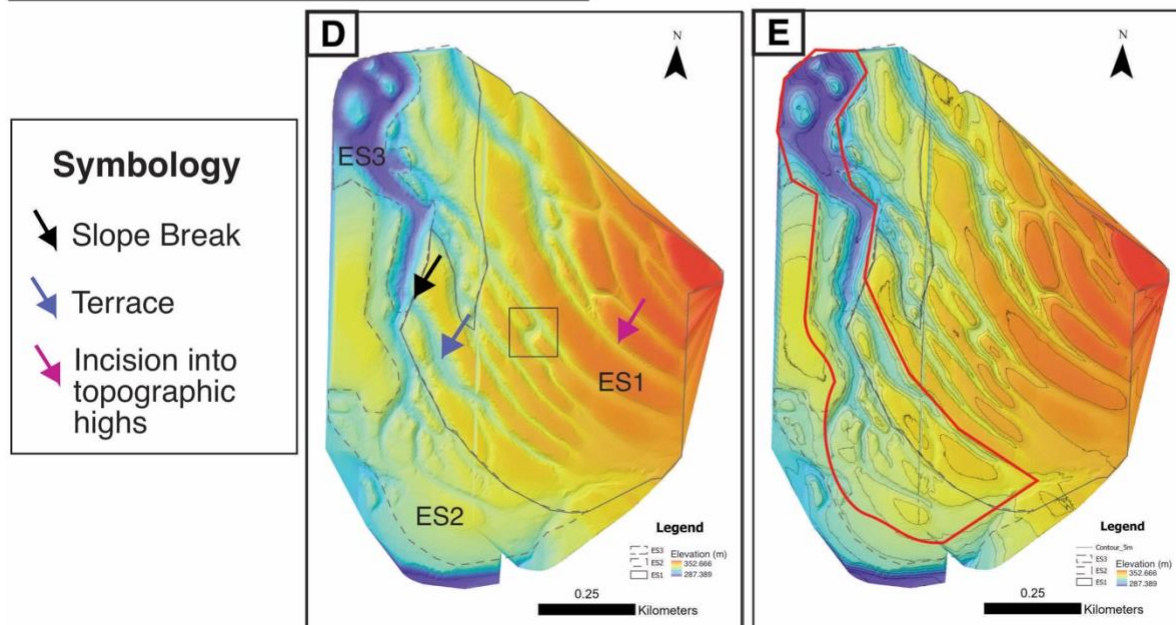 Symbology
Slope Break
Terrace
Incision into
topographic
highs
D
N
ES3
ES1
ES2
Legend
ES3
ES2
ES1
Elevation (m)
352.666
287.389
0.25
Kilometers
E
N
Legend
Contour_5m
ES3
ES2
ES1
Elevation (m)
352.666
287.389
0.25
Kilometers